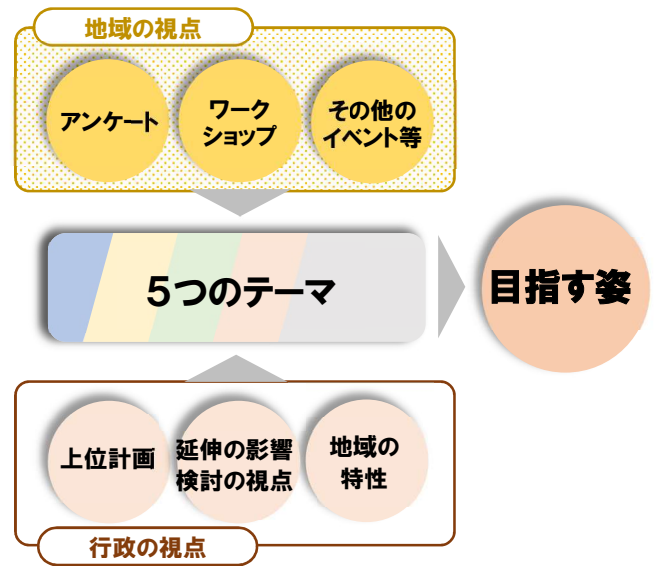 地域の視点
アンケート
ワーク
ショップ
その他の
イベント等
5つのテーマ
目指す姿
上位計画
延伸の影響
検討の視点
地域の
特性
行政の視点